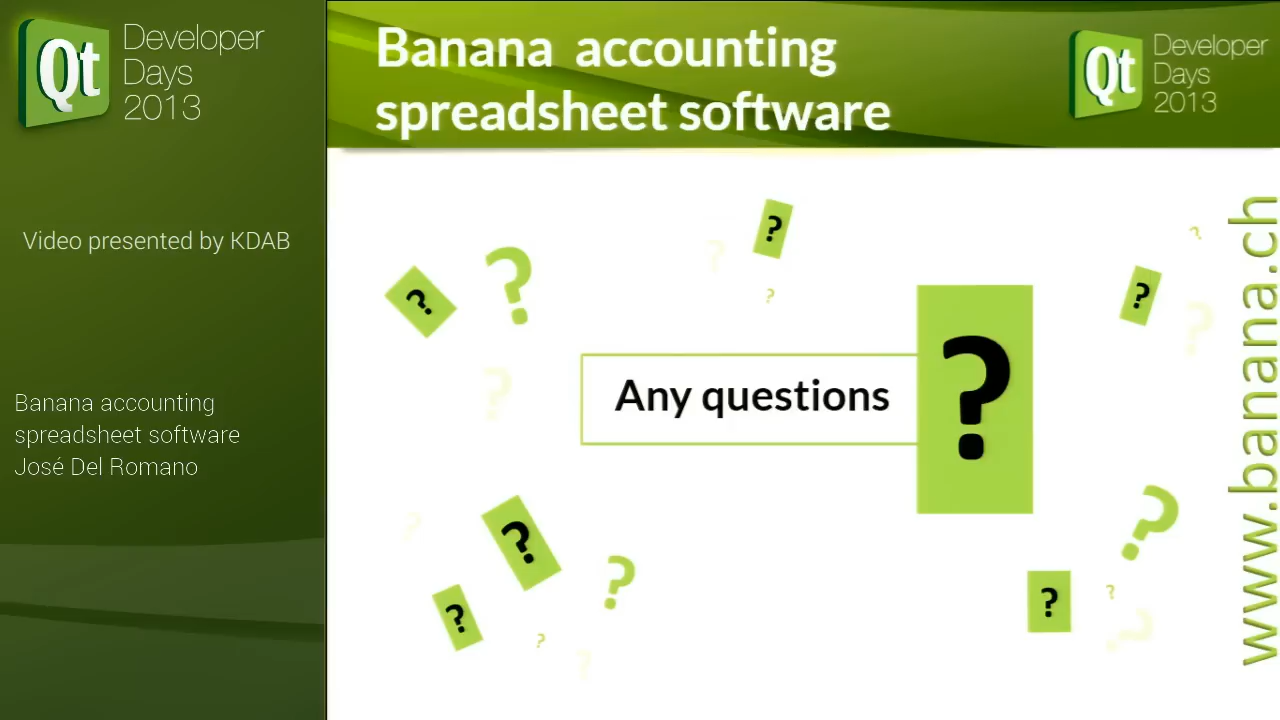 Qt
Developer
Days
2013
Video presented by KDAB
Banana accounting
spreadsheet software
José Del Romano
Banana accounting
spreadsheet software
Qt
Developer
Days
2013
?
?
?
?
?
?
?
?
Any questions ?
?
?
?
?
?
?
?
?
?
?
?
www.banana.ch